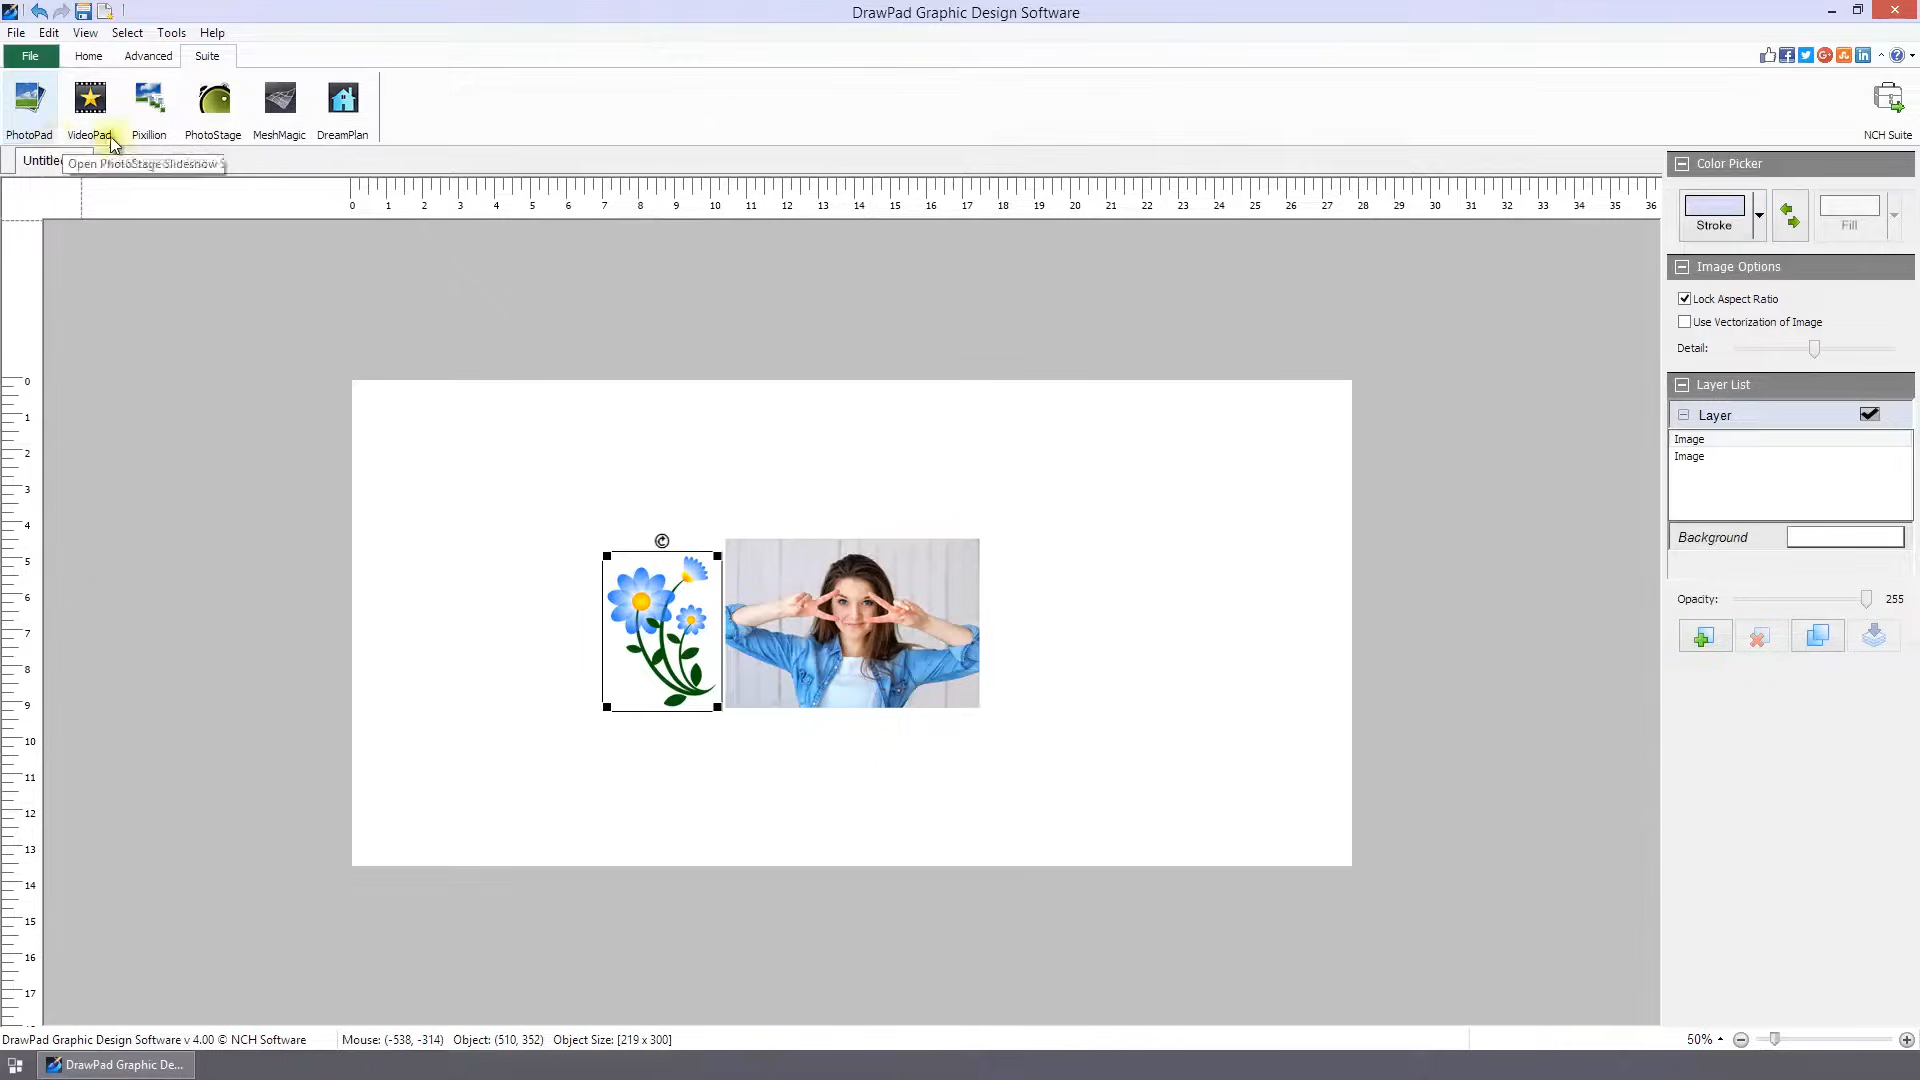 DrawPad Graphic Design Software
File Edit View Select Tools Help
File Home Advanced Suite
PhotoPad VideoPad Pixillion PhotoStage MeshMagic DreamPlan NCH Suite
Open PhotoStage Slideshow
Color Picker
0 1 2 3 4 5 6 7 8 9 10 11 12 13 14 15 16 17 18 19 20 21 22 23 24 25 26 27 28 29 30 31 32 33 34 35 36
Stroke Fill
Image Options
Lock Aspect Ratio
Use Vectorization of Image
Detail:
Layer List
Layer
Image
Image
Background
Opacity: 255
0
1
2
3
4
5
6
7
8
9
10
11
12
13
14
15
16
17
DrawPad Graphic Design Software v 4.00 © NCH Software Mouse: (-538, -314) Object: (510, 352) Object Size: [219 x 300] 50%
DrawPad Graphic De...